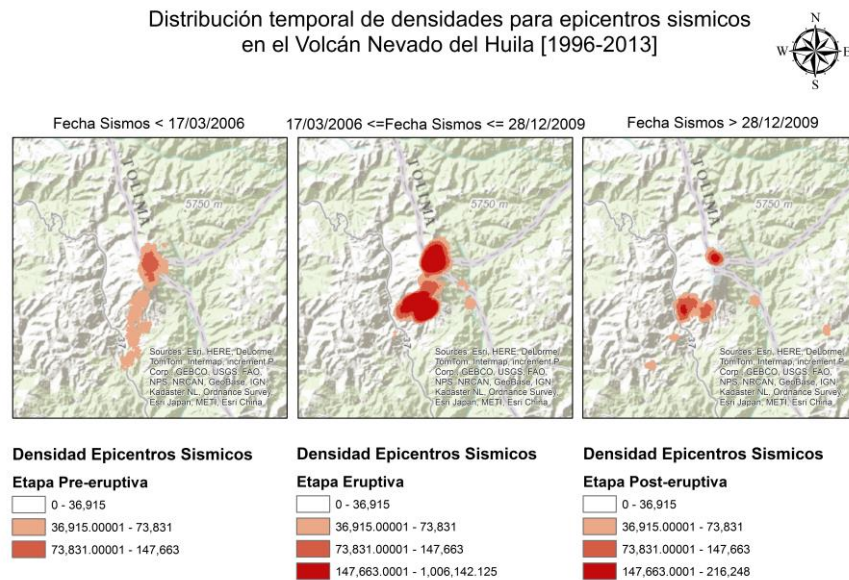 Distribución temporal de densidades para epicentros sismicos
en el Volcán Nevado del Huila [1996-2013]
N
W E
S
Fecha Sismos < 17/03/2006
17/03/2006 <=Fecha Sismos <= 28/12/2009
Fecha Sismos > 28/12/2009
TOLIMA
5750 m
37
Sources: Esri, HERE, DeLorme,
TomTom, Intermap, increment P
Corp., GEBCO, USGS, FAO,
NPS, NRCAN, GeoBase, IGN,
Kadaster NL, Ordnance Survey,
Esri Japan, METI, Esri China
TOLIMA
5750 m
37
Sources: Esri, HERE, DeLorme,
TomTom, Intermap, increment P
Corp., GEBCO, USGS, FAO,
NPS, NRCAN, GeoBase, IGN,
Kadaster NL, Ordnance Survey,
Esri Japan, METI, Esri China
TOLIMA
5750 m
37
Sources: Esri, HERE, DeLorme,
TomTom, Intermap, increment P
Corp., GEBCO, USGS, FAO,
NPS, NRCAN, GeoBase, IGN,
Kadaster NL, Ordnance Survey,
Esri Japan, METI, Esri China
Densidad Epicentros Sismicos
Etapa Pre-eruptiva
0 - 36,915
36,915.00001 - 73,831
73,831.00001 - 147,663
Densidad Epicentros Sismicos
Etapa Eruptiva
0 - 36,915
36,915.00001 - 73,831
73,831.0001 - 147,663
147,663.0001 - 1,006,142.125
Densidad Epicentros Sismicos
Etapa Post-eruptiva
0 - 36,915
36,915.00001 - 73,831
73,831.00001 - 147,663
147,663.0001 - 216,248